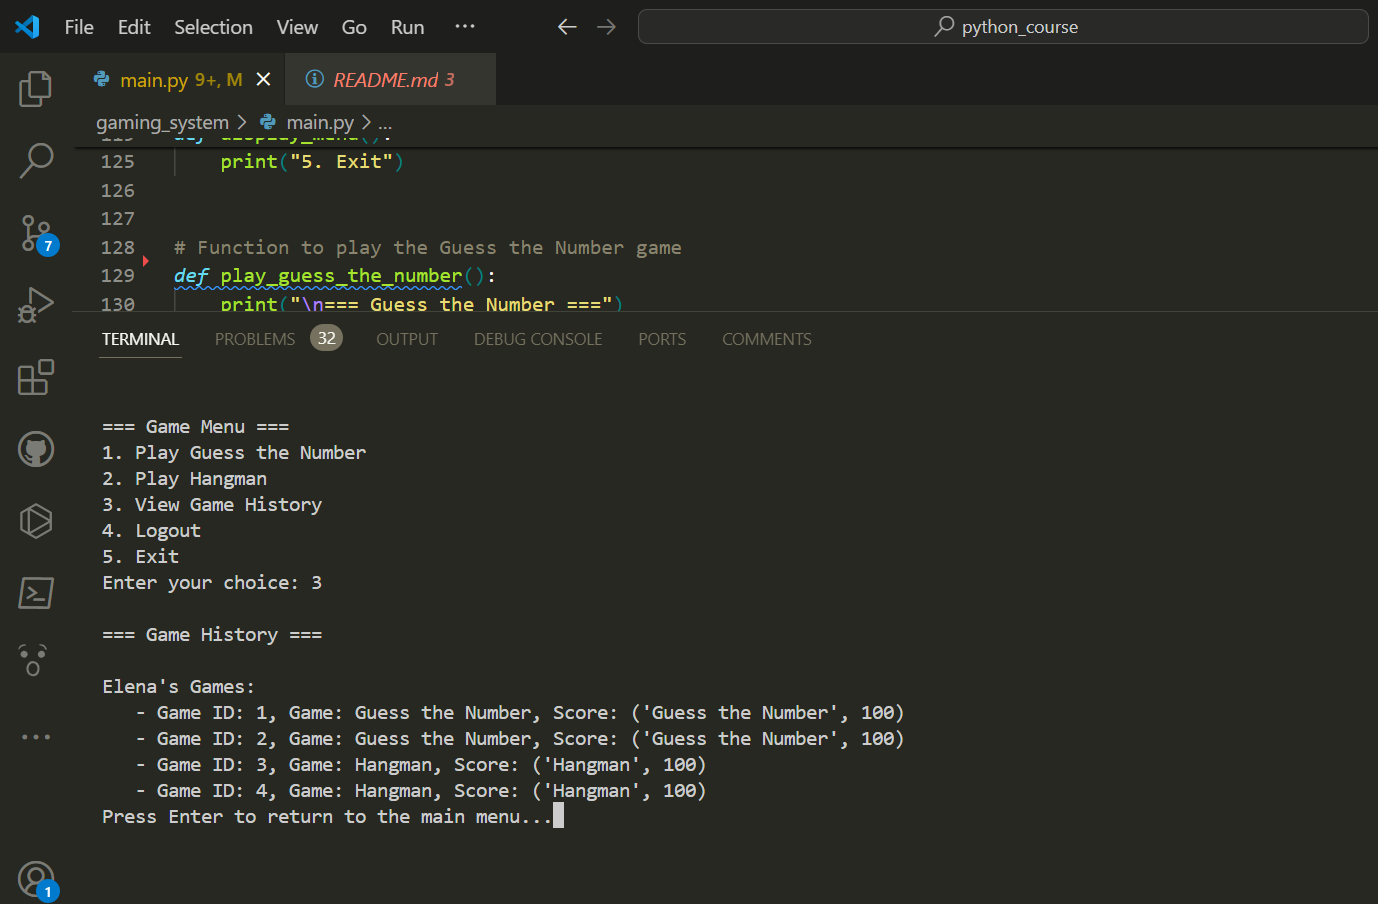 File Edit Selection View Go Run ... python_course
main.py 9+, M README.md 3
gaming_system > main.py > ...
119 def display_menu():
125 print("5. Exit")
126
127
128 # Function to play the Guess the Number game
129 def play_guess_the_number():
130 print("\n=== Guess the Number ===")
TERMINAL PROBLEMS 32 OUTPUT DEBUG CONSOLE PORTS COMMENTS
=== Game Menu ===
1. Play Guess the Number
2. Play Hangman
3. View Game History
4. Logout
5. Exit
Enter your choice: 3
=== Game History ===
Elena's Games:
- Game ID: 1, Game: Guess the Number, Score: ('Guess the Number', 100)
- Game ID: 2, Game: Guess the Number, Score: ('Guess the Number', 100)
- Game ID: 3, Game: Hangman, Score: ('Hangman', 100)
- Game ID: 4, Game: Hangman, Score: ('Hangman', 100)
Press Enter to return to the main menu...
7
1